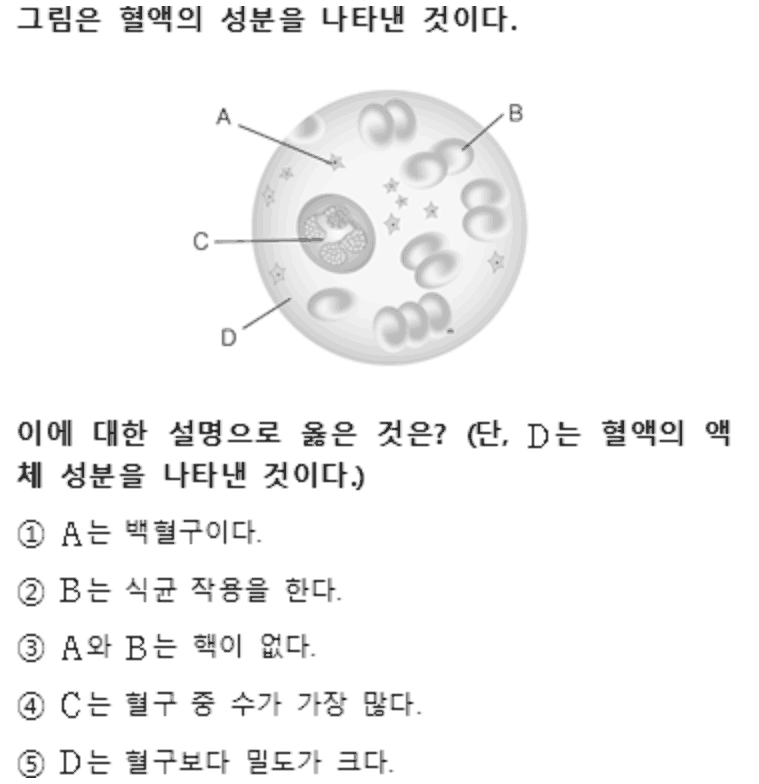 그림은 혈액의 성분을 나타낸 것이다.
A
B
C
D
이에 대한 설명으로 옳은 것은? (단, D는 혈액의 액
체 성분을 나타낸 것이다.)
① A는 백혈구이다.
② B는 식균 작용을 한다.
③ A와 B는 핵이 없다.
④ C는 혈구 중 수가 가장 많다.
⑤ D는 혈구보다 밀도가 크다.